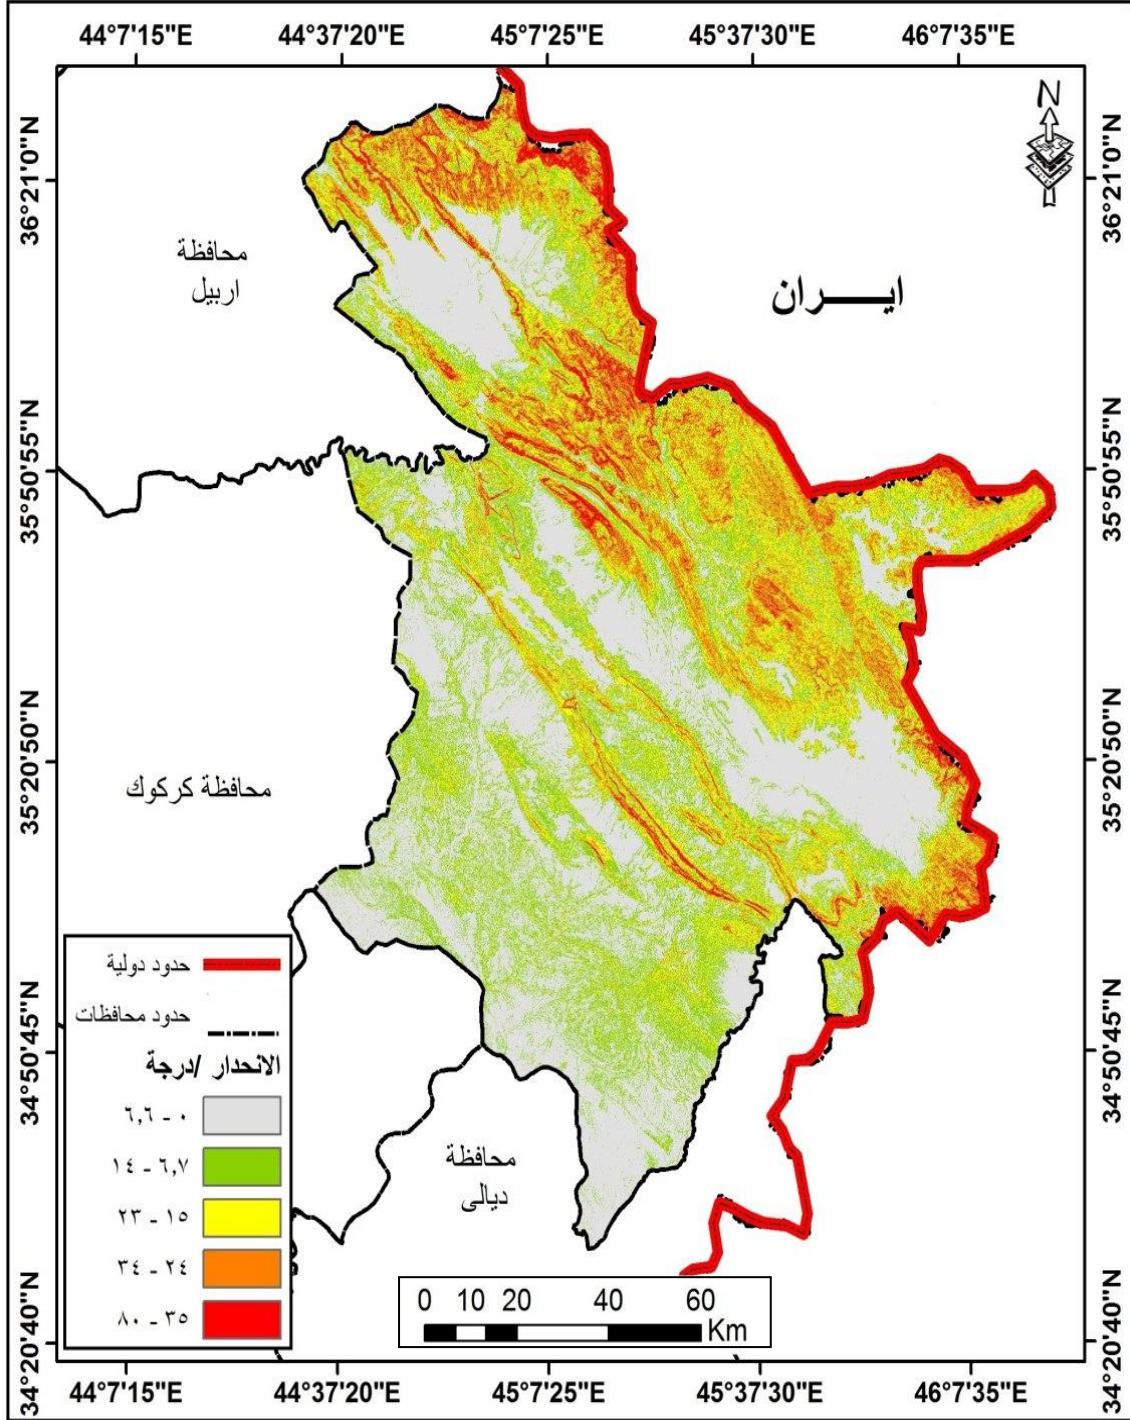 44°7'15"E 44°37'20"E 45°7'25"E 45°37'30"E 46°7'35"E
N
36°21'0"N
36°21'0"N
محافظة
اربيل
ايـــــران
35°50'55"N
35°50'55"N
35°20'50"N
35°20'50"N
محافظة كركوك
حدود دولية
حدود محافظات
الانحدار /درجة
٠ - ٦,٦
٦,٧ - ١٤
١٥ - ٢٣
٢٤ - ٣٤
٣٥ - ٨٠
34°50'45"N
34°50'45"N
محافظة
ديالى
0 10 20 40 60
Km
34°20'40"N
34°20'40"N
44°7'15"E 44°37'20"E 45°7'25"E 45°37'30"E 46°7'35"E